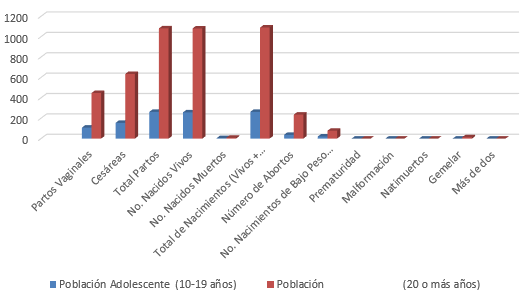 1200
1000
800
600
400
200
0
Partos Vaginales
Cesáreas
Total Partos
No. Nacidos Vivos
No. Nacidos Muertos
Total de Nacimientos (Vivos +...
Número de Abortos
No. Nacimientos de Bajo Peso...
Prematuridad
Malformación
Natimuertos
Gemelar
Más de dos
Población Adolescente (10-19 años)
Población (20 o más años)